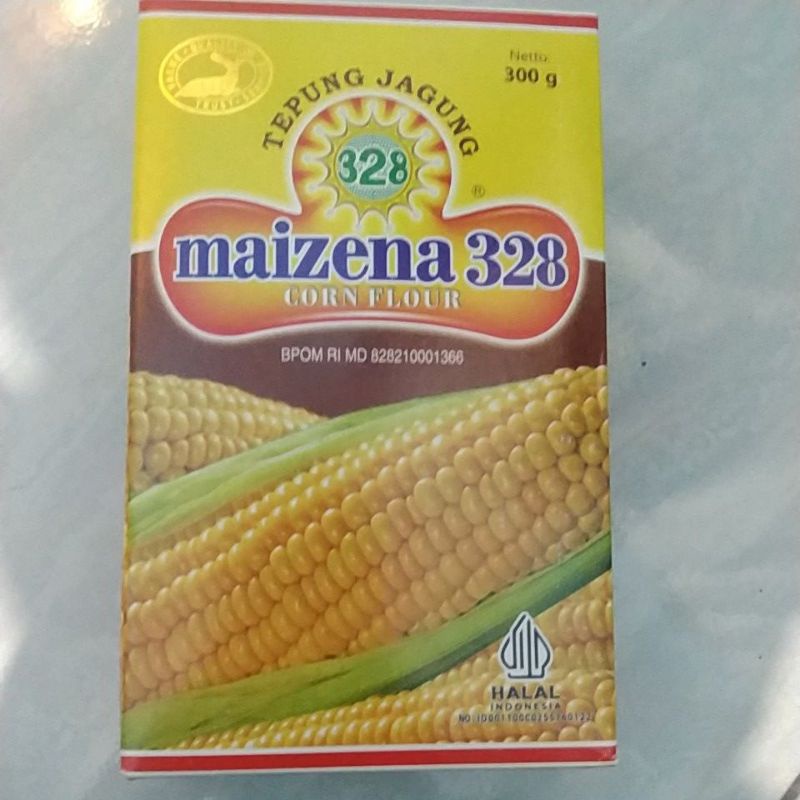 Netto:
300 g
TEPUNG JAGUNG
328
®
maizena 328
CORN FLOUR
BPOM RI MD 828210001366
HALAL
INDONESIA